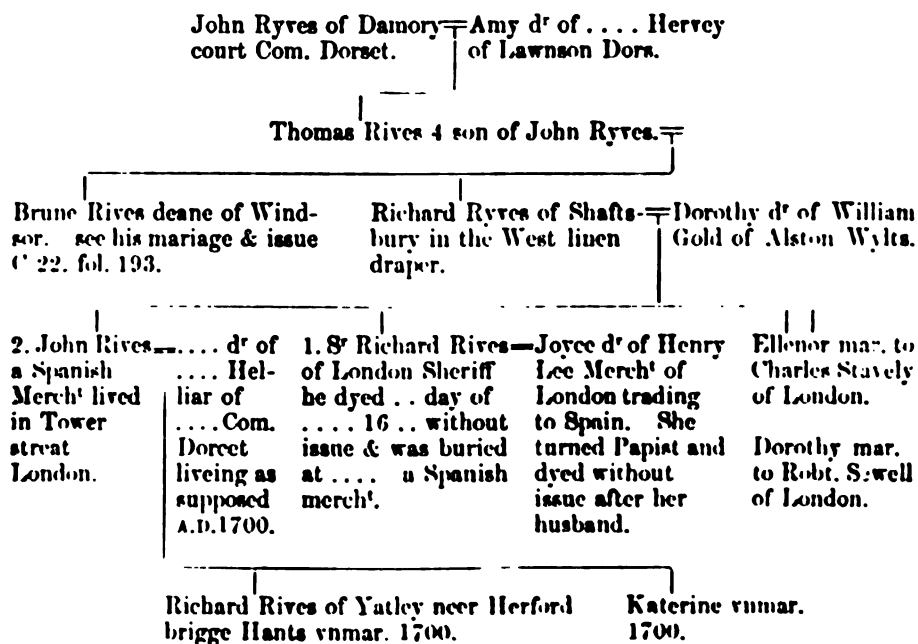 John Ryves of Damory
court Com. Dorset.
Amy dʳ of .... Hervey
of Lawnson Dors.
Thomas Rives 4 son of John Ryves.
Brune Rives deane of Wind-
sor. see his mariage & issue
C 22. fol. 193.
Richard Ryves of Shafts-
bury in the West linen
draper.
Dorothy dʳ of William
Gold of Alston Wylts.
2. John Rives
a Spanish
Merchᵗ lived
in Tower
streat
London.
.... dʳ of
.... Hel-
liar of
.... Com.
Dorcet
liveing as
supposed
A.D. 1700.
1. Sʳ Richard Rives
of London Sheriff
he dyed .. day of
.... 16 .. without
issue & was buried
at .... a Spanish
merchᵗ.
Joyce dʳ of Henry
Lee Merchᵗ of
London trading
to Spain. She
turned Papist and
dyed without
issue after her
husband.
Ellenor mar. to
Charles Stavely
of London.
Dorothy mar.
to Robt. Sewell
of London.
Richard Rives of Yatley neer Herford
brigge Hants vnmar. 1700.
Katerine vnmar.
1700.